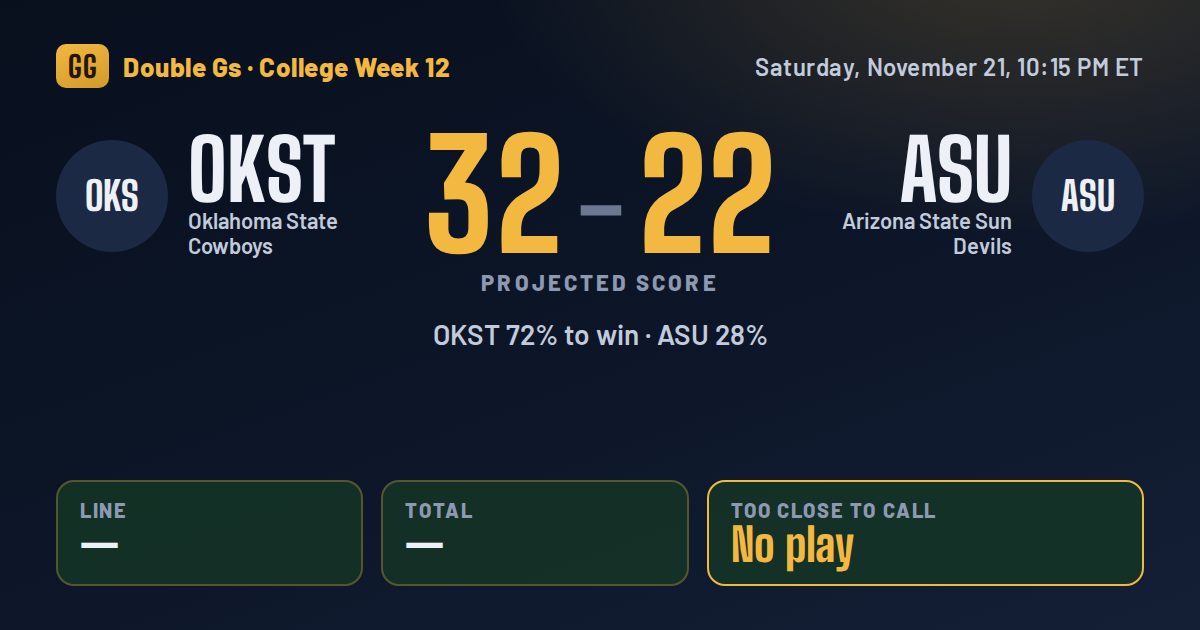 GG Double Gs · College Week 12
Saturday, November 21, 10:15 PM ET
OKS
OKST
Oklahoma State
Cowboys
32 – 22
PROJECTED SCORE
OKST 72% to win · ASU 28%
ASU
Arizona State Sun
Devils
ASU
LINE
—
TOTAL
—
TOO CLOSE TO CALL
No play